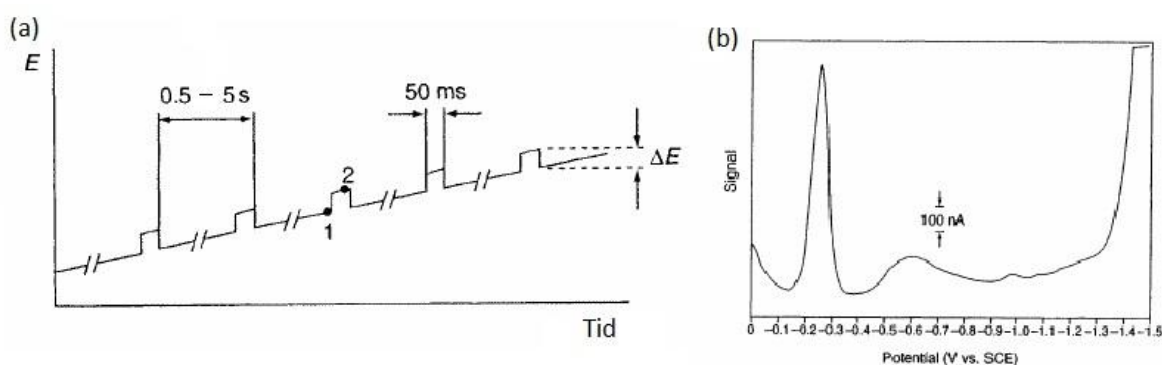 (a)
E
0.5 – 5 s
50 ms
ΔE
2
1
Tid
(b)
Signal
100 nA
0 –0.1 –0.2 –0.3 –0.4 –0.5 –0.6 –0.7 –0.8 –0.9 –1.0 –1.1 –1.2 –1.3 –1.4 –1.5
Potential (V vs. SCE)